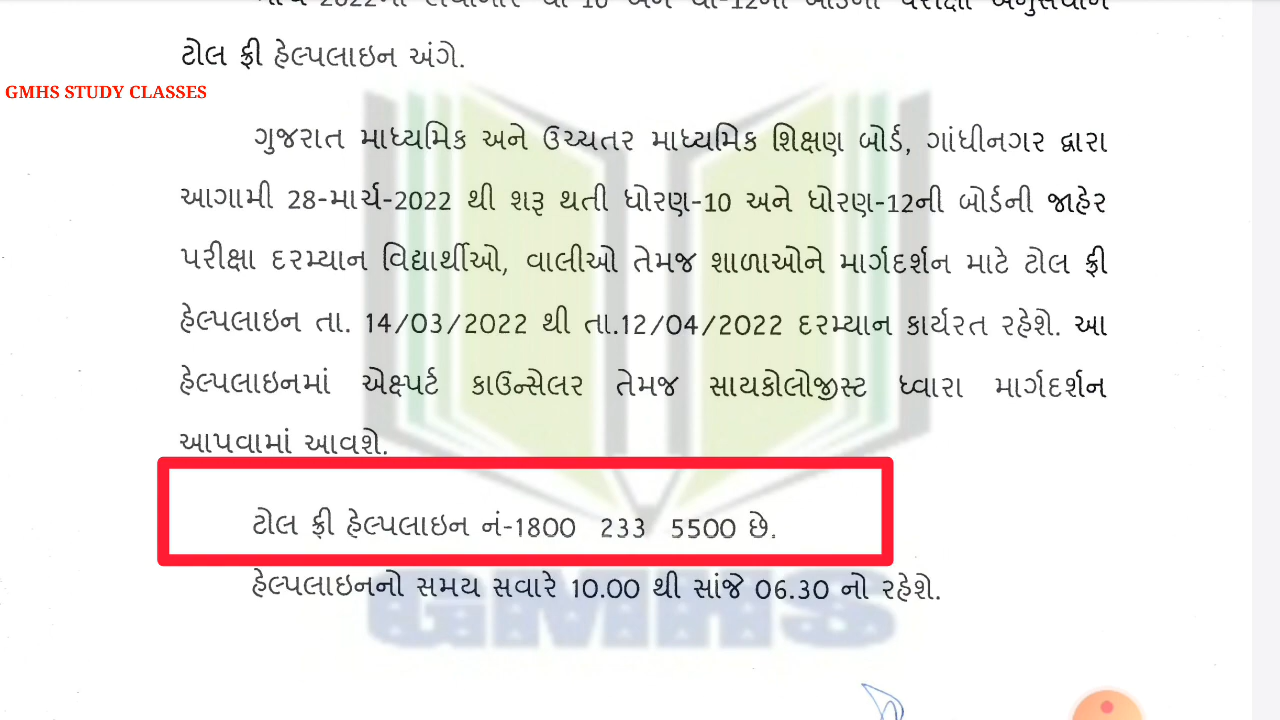 ટોલ ફ્રી હેલ્પલાઇન અંગે.
GMHS STUDY CLASSES
ગુજરાત માધ્યમિક અને ઉચ્ચતર માધ્યમિક શિક્ષણ બોર્ડ, ગાંધીનગર દ્વારા
આગામી 28-માર્ચ-2022 થી શરૂ થતી ધોરણ-10 અને ધોરણ-12ની બોર્ડની જાહેર
પરીક્ષા દરમ્યાન વિદ્યાર્થીઓ, વાલીઓ તેમજ શાળાઓને માર્ગદર્શન માટે ટોલ ફ્રી
હેલ્પલાઇન તા. 14/03/2022 થી તા.12/04/2022 દરમ્યાન કાર્યરત રહેશે. આ
હેલ્પલાઇનમાં એક્ષ્પર્ટ કાઉન્સેલર તેમજ સાયકોલોજીસ્ટ ધ્વારા માર્ગદર્શન
આપવામાં આવશે.
ટોલ ફ્રી હેલ્પલાઇન નં-1800 233 5500 છે.
હેલ્પલાઇનનો સમય સવારે 10.00 થી સાંજે 06.30 નો રહેશે.
GMHS